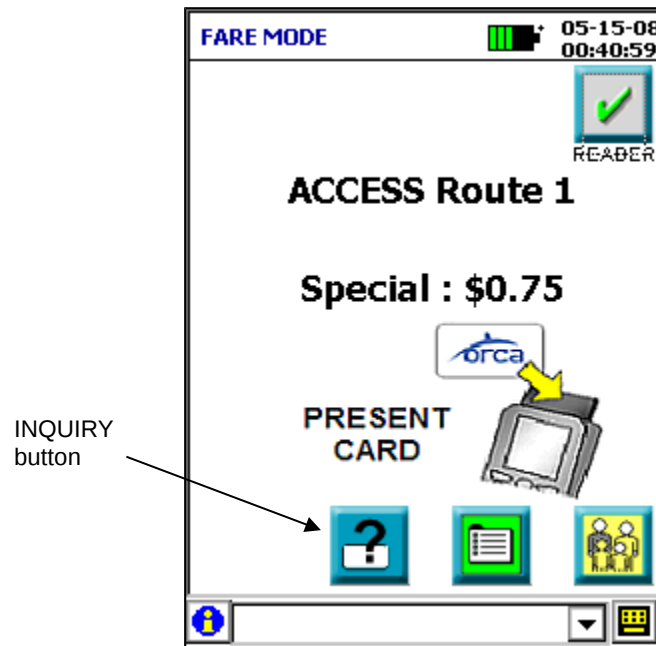 FARE MODE
05-15-08
00:40:59
READER
ACCESS Route 1
Special : $0.75
orca
PRESENT
CARD
INQUIRY
button
?